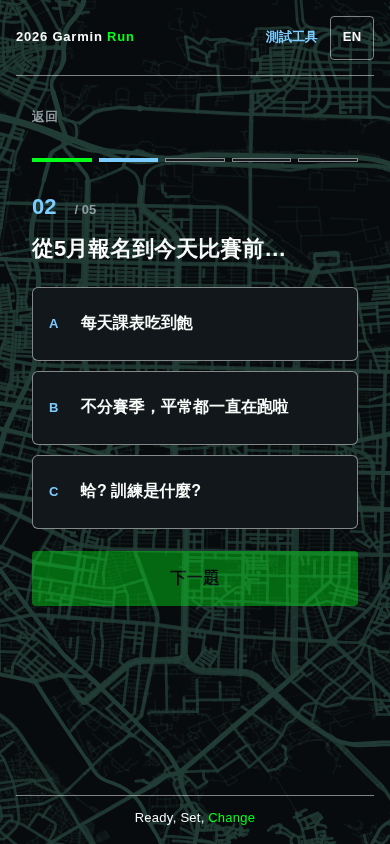 2026 Garmin Run
測試工具
EN
返回
02 / 05
從5月報名到今天比賽前…
A 每天課表吃到飽
B 不分賽季，平常都一直在跑啦
C 蛤? 訓練是什麼?
下一題
Ready, Set, Change